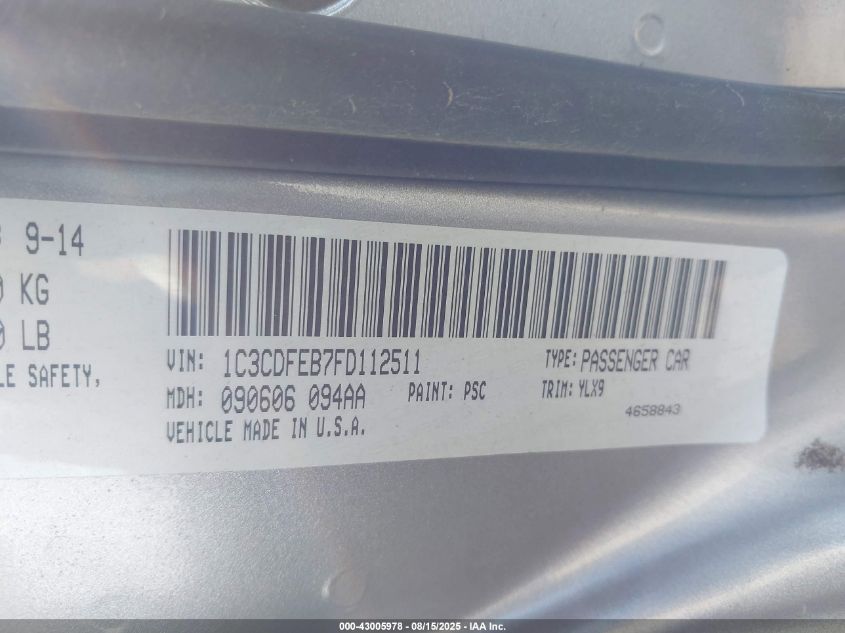 9-14
KG
LB
SAFETY,
VIN: 1C3CDFEB7FD112511 TYPE: PASSENGER CAR
MDH: 090606 094AA PAINT: PSC TRIM: YLX9
VEHICLE MADE IN U.S.A. 4658843
000-43005978 - 08/15/2025 - IAA Inc.